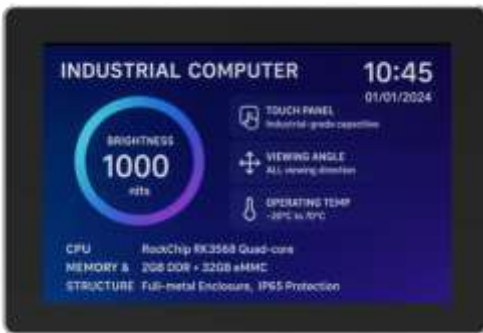 INDUSTRIAL COMPUTER
10:45
01/01/2024
BRIGHTNESS
1000
nits
TOUCH PANEL
Industrial-grade capacitive
VIEWING ANGLE
ALL viewing direction
OPERATING TEMP
-20°C to 70°C
CPU RockChip RK3568 Quad-core
MEMORY & 2GB DDR + 32GB eMMC
STRUCTURE Full-metal Enclosure, IP65 Protection